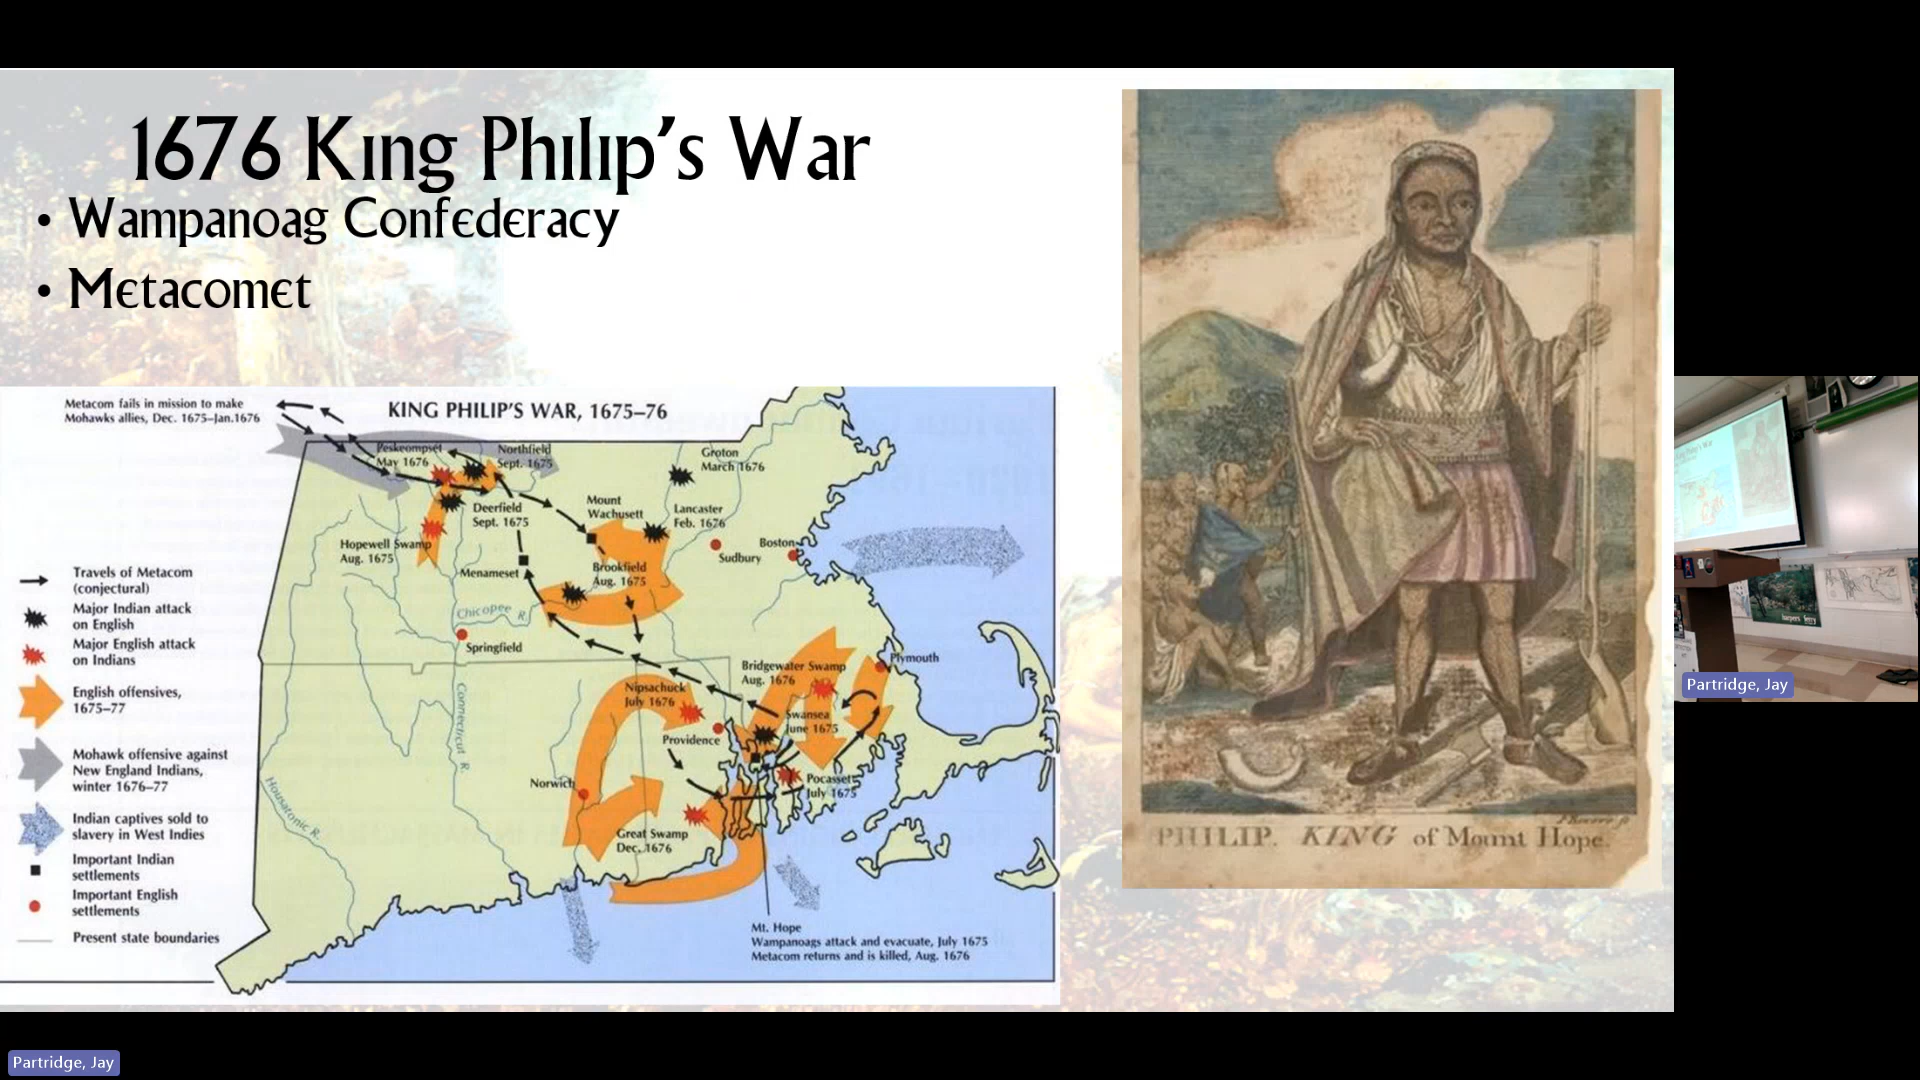 1676 King Philip's War
• Wampanoag Confederacy
• Metacomet
Metacom fails in mission to make
Mohawks allies, Dec. 1675–Jan.1676
KING PHILIP'S WAR, 1675–76
Peskeompset
May 1676
Northfield
Sept. 1675
Groton
March 1676
Deerfield
Sept. 1675
Mount
Wachusett
Lancaster
Feb. 1676
Hopewell Swamp
Aug. 1675
Sudbury
Boston
Menameset
Brookfield
Aug. 1675
Chicopee R.
Springfield
Connecticut R.
Housatonic R.
Bridgewater Swamp
Aug. 1676
Plymouth
Nipsachuck
July 1676
Swansea
June 1675
Providence
Pocasset
July 1675
Norwich
Great Swamp
Dec. 1676
Mt. Hope
Wampanoags attack and evacuate, July 1675
Metacom returns and is killed, Aug. 1676
Travels of Metacom
(conjectural)
Major Indian attack
on English
Major English attack
on Indians
English offensives,
1675–77
Mohawk offensive against
New England Indians,
winter 1676–77
Indian captives sold to
slavery in West Indies
Important Indian
settlements
Important English
settlements
Present state boundaries
PHILIP. KING of Mount Hope.
harpers ferry
Partridge, Jay
Partridge, Jay